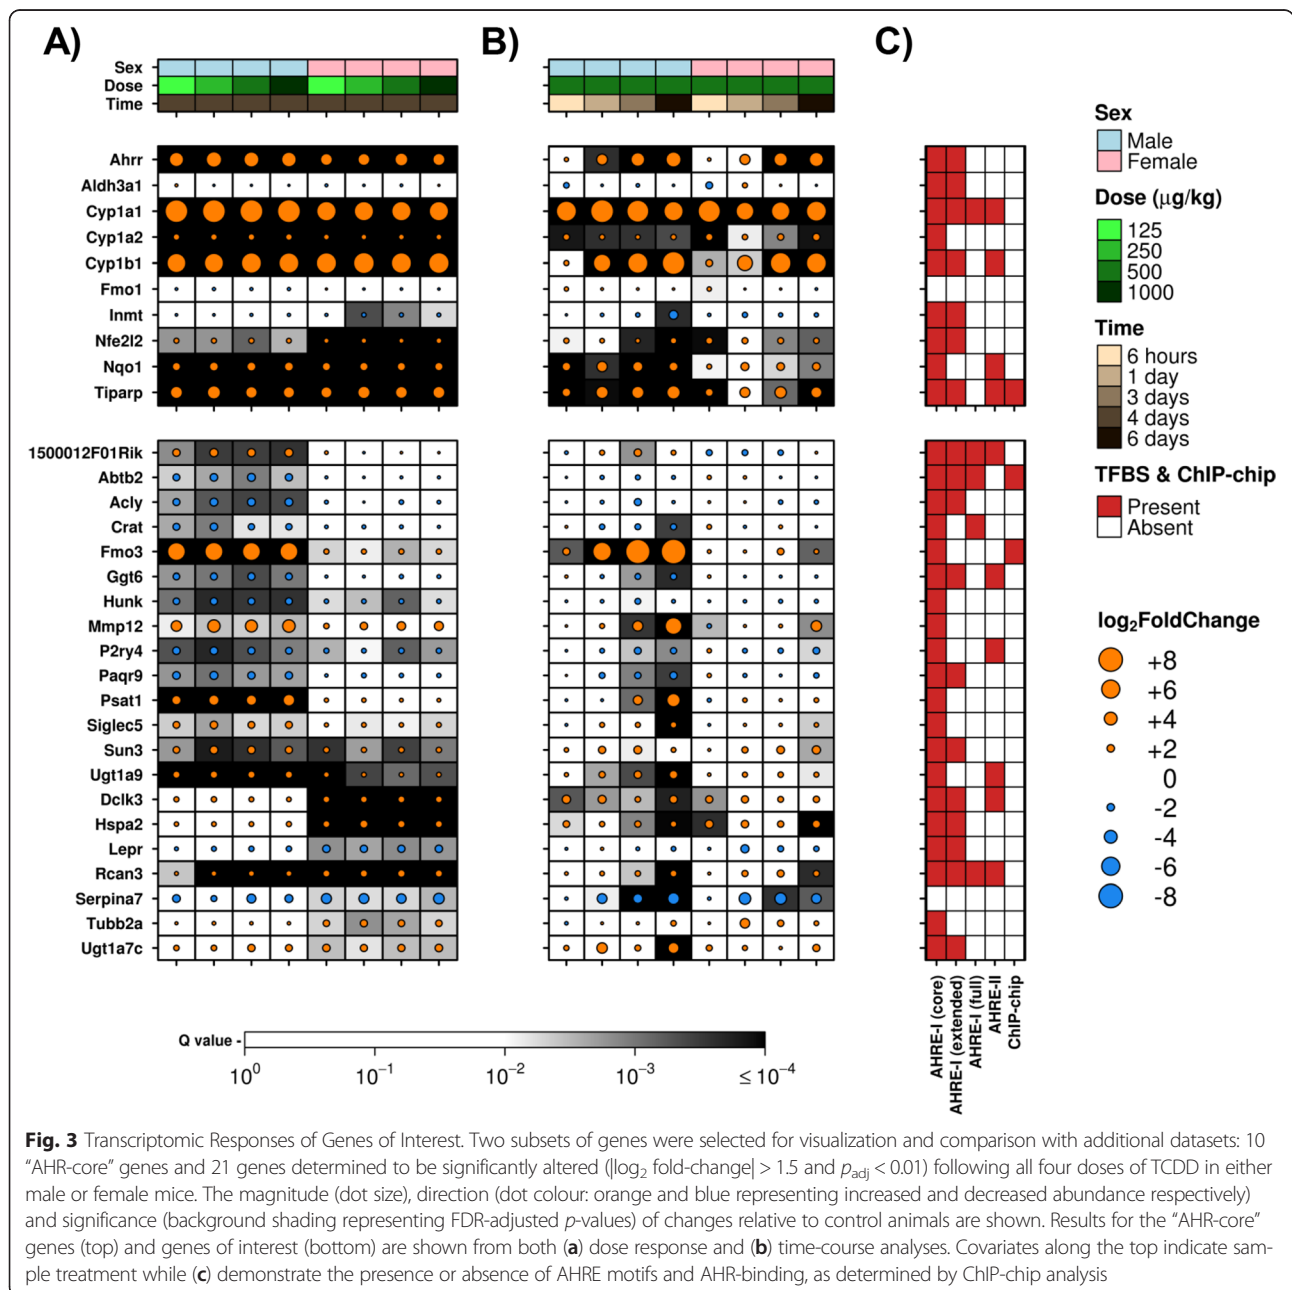 A)
B)
C)
Sex
Dose
Time
Sex
Male
Female
Dose (μg/kg)
125
250
500
1000
Time
6 hours
1 day
3 days
4 days
6 days
TFBS & ChIP-chip
Present
Absent
log2FoldChange
+8
+6
+4
+2
0
-2
-4
-6
-8
Ahrr
Aldh3a1
Cyp1a1
Cyp1a2
Cyp1b1
Fmo1
Inmt
Nfe2l2
Nqo1
Tiparp
1500012F01Rik
Abtb2
Acly
Crat
Fmo3
Ggt6
Hunk
Mmp12
P2ry4
Paqr9
Psat1
Siglec5
Sun3
Ugt1a9
Dclk3
Hspa2
Lepr
Rcan3
Serpina7
Tubb2a
Ugt1a7c
AHRE-I (core)
AHRE-I (extended)
AHRE-I (full)
AHRE-II
ChIP-chip
Q value
10^0
10^-1
10^-2
10^-3
≤ 10^-4
Fig. 3 Transcriptomic Responses of Genes of Interest. Two subsets of genes were selected for visualization and comparison with additional datasets: 10
“AHR-core” genes and 21 genes determined to be significantly altered (|log2 fold-change| > 1.5 and padj < 0.01) following all four doses of TCDD in either
male or female mice. The magnitude (dot size), direction (dot colour: orange and blue representing increased and decreased abundance respectively)
and significance (background shading representing FDR-adjusted p-values) of changes relative to control animals are shown. Results for the “AHR-core”
genes (top) and genes of interest (bottom) are shown from both (a) dose response and (b) time-course analyses. Covariates along the top indicate sam-
ple treatment while (c) demonstrate the presence or absence of AHRE motifs and AHR-binding, as determined by ChIP-chip analysis